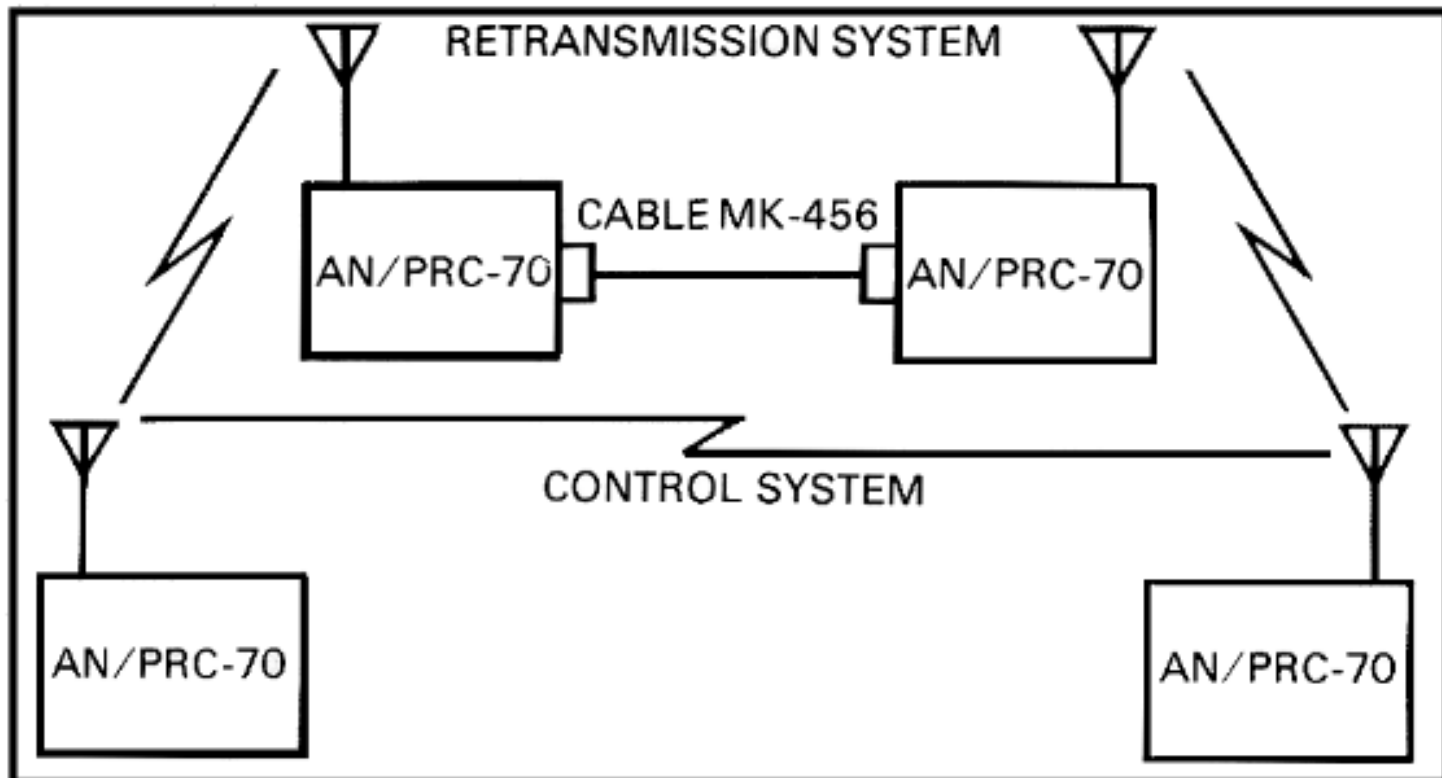 RETRANSMISSION SYSTEM
CABLE MK-456
AN/PRC-70
AN/PRC-70
CONTROL SYSTEM
AN/PRC-70
AN/PRC-70